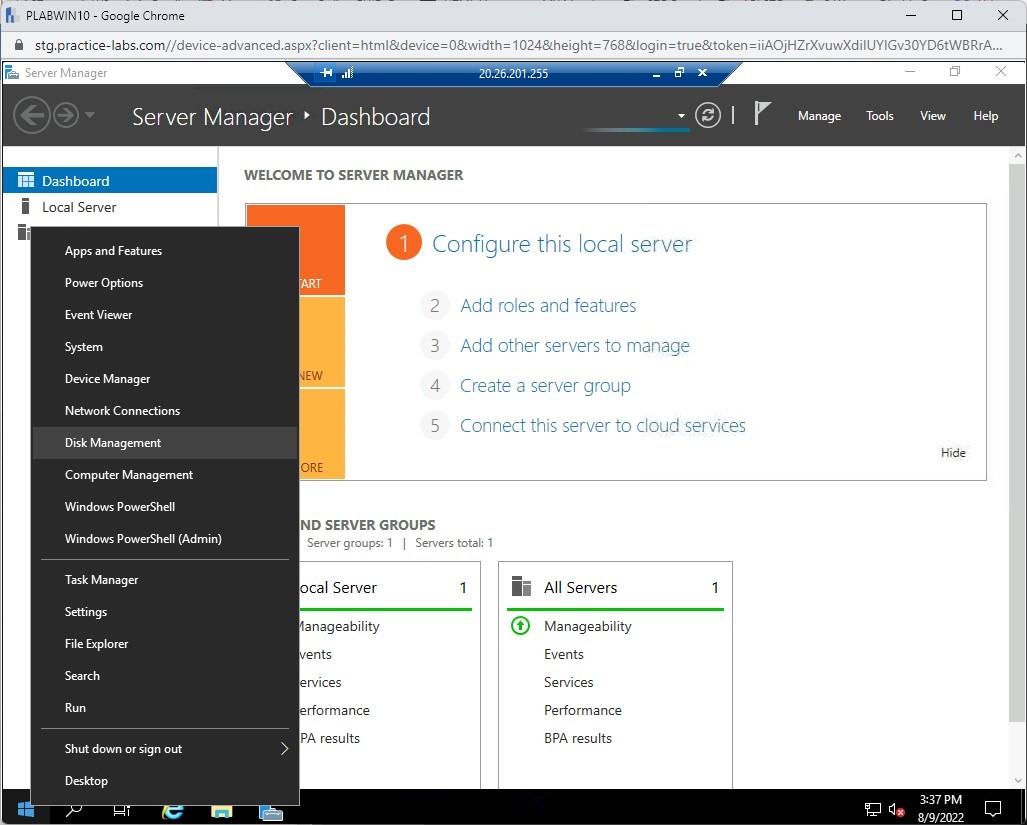 PLABWIN10 - Google Chrome
stg.practice-labs.com//device-advanced.aspx?client=html&device=0&width=1024&height=768&login=true&token=iiAOjHZrXvuwXdiIUYIGv30YD6tWBRrA...
Server Manager
20.26.201.255
Server Manager ‣ Dashboard
Manage
Tools
View
Help
Dashboard
Local Server
WELCOME TO SERVER MANAGER
ART
NEW
ORE
1 Configure this local server
2 Add roles and features
3 Add other servers to manage
4 Create a server group
5 Connect this server to cloud services
Hide
Apps and Features
Power Options
Event Viewer
System
Device Manager
Network Connections
Disk Management
Computer Management
Windows PowerShell
Windows PowerShell (Admin)
Task Manager
Settings
File Explorer
Search
Run
Shut down or sign out
Desktop
ND SERVER GROUPS
Server groups: 1 | Servers total: 1
ocal Server 1
Manageability
vents
ervices
erformance
PA results
All Servers 1
Manageability
Events
Services
Performance
BPA results
3:37 PM
8/9/2022